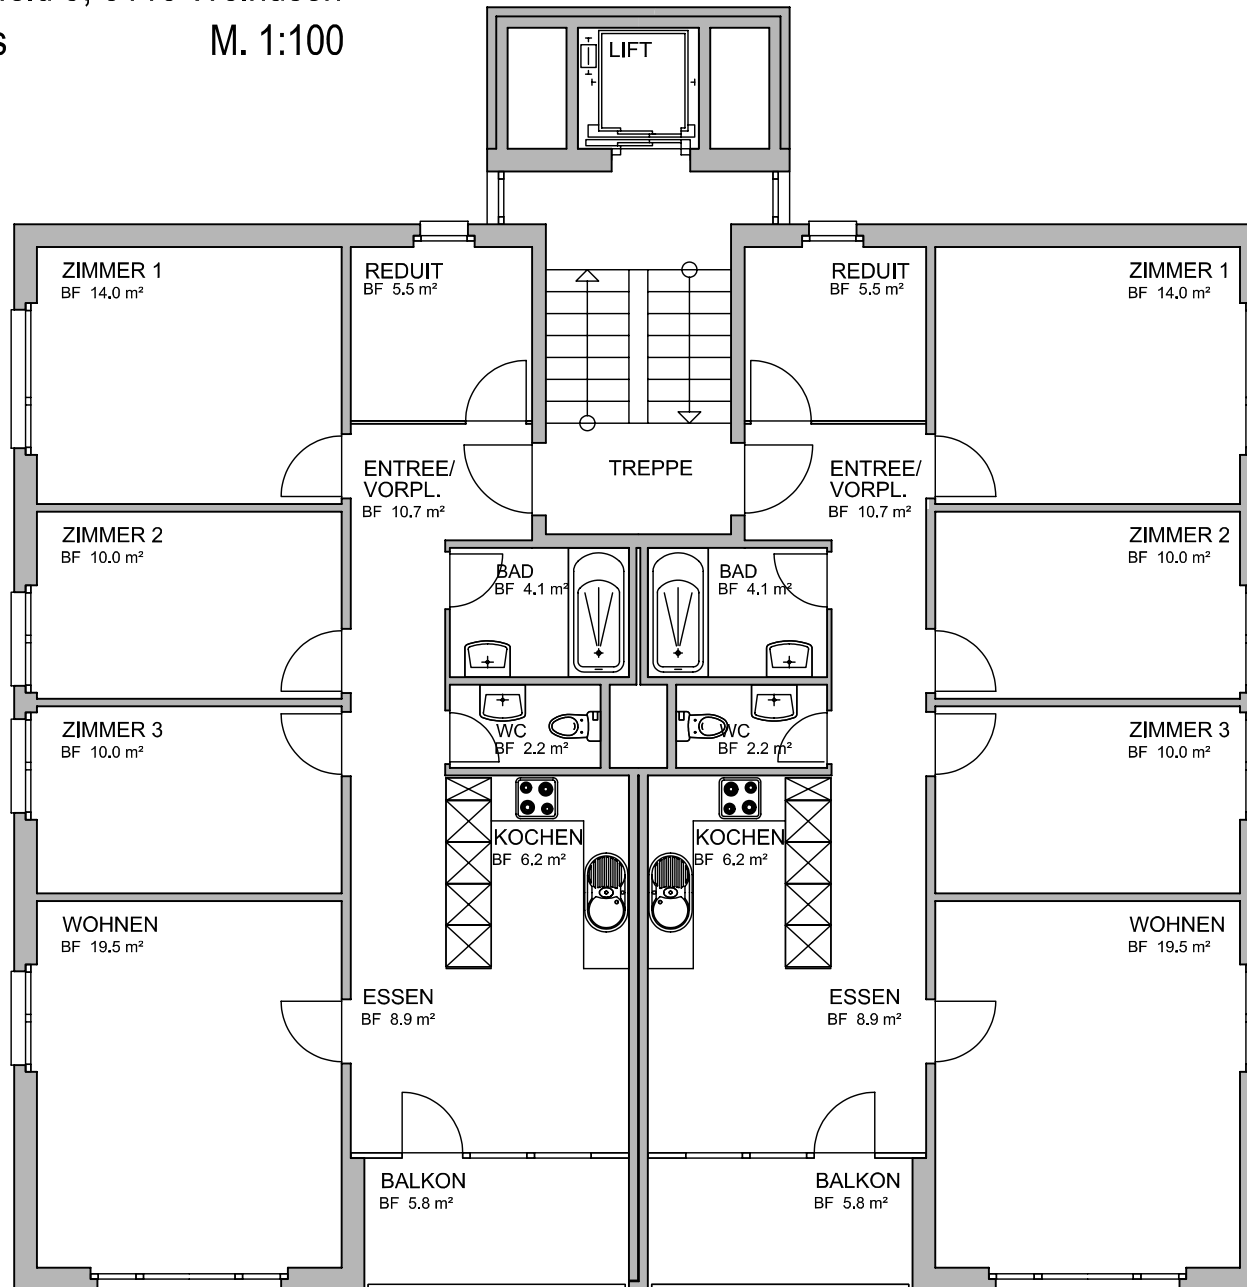 M. 1:100
LIFT
ZIMMER 1
BF 14.0 m²
REDUIT
BF 5.5 m²
REDUIT
BF 5.5 m²
ZIMMER 1
BF 14.0 m²
ENTREE/
VORPL.
BF 10.7 m²
TREPPE
ENTREE/
VORPL.
BF 10.7 m²
ZIMMER 2
BF 10.0 m²
BAD
BF 4.1 m²
BAD
BF 4.1 m²
ZIMMER 2
BF 10.0 m²
ZIMMER 3
BF 10.0 m²
WC
BF 2.2 m²
WC
BF 2.2 m²
ZIMMER 3
BF 10.0 m²
KOCHEN
BF 6.2 m²
KOCHEN
BF 6.2 m²
WOHNEN
BF 19.5 m²
WOHNEN
BF 19.5 m²
ESSEN
BF 8.9 m²
ESSEN
BF 8.9 m²
BALKON
BF 5.8 m²
BALKON
BF 5.8 m²